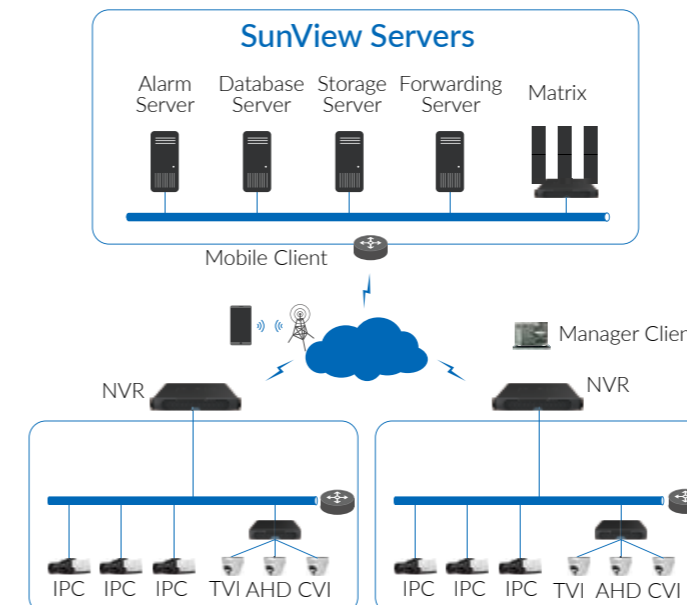 SunView Servers
Alarm Server
Database Server
Storage Server
Forwarding Server
Matrix
Mobile Client
Manager Clien
NVR
NVR
IPC IPC IPC TVI AHD CVI
IPC IPC IPC TVI AHD CVI